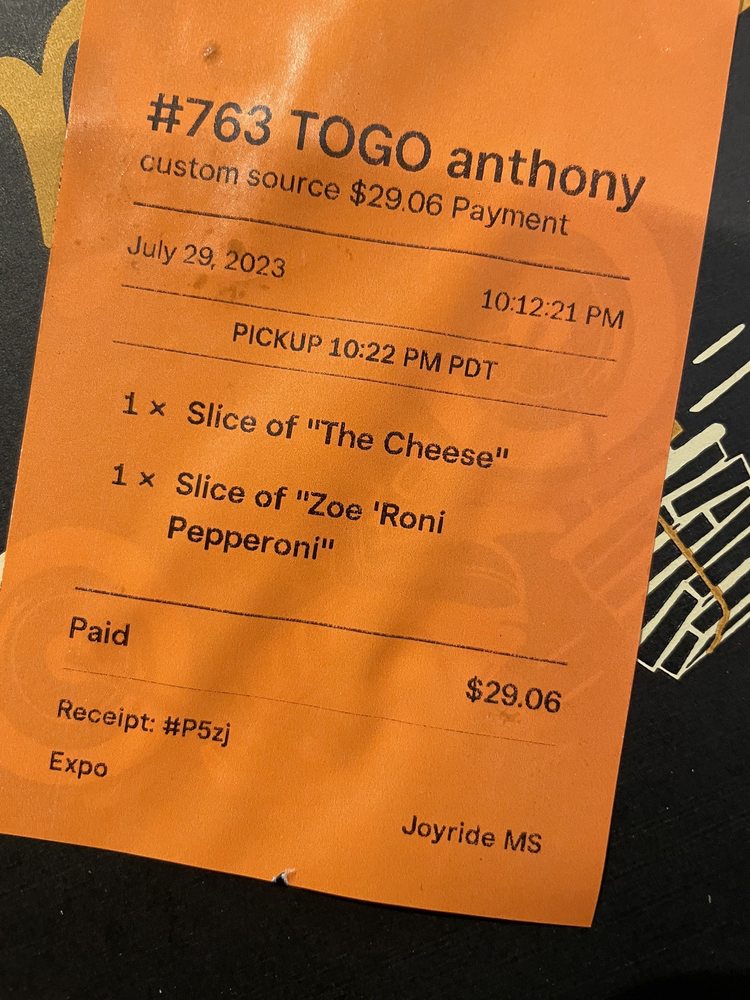 #763 TOGO anthony
custom source $29.06 Payment
July 29, 2023
10:12:21 PM
PICKUP 10:22 PM PDT
1 × Slice of "The Cheese"
1 × Slice of "Zoe 'Roni
Pepperoni"
Paid
$29.06
Receipt: #P5zj
Expo
Joyride MS